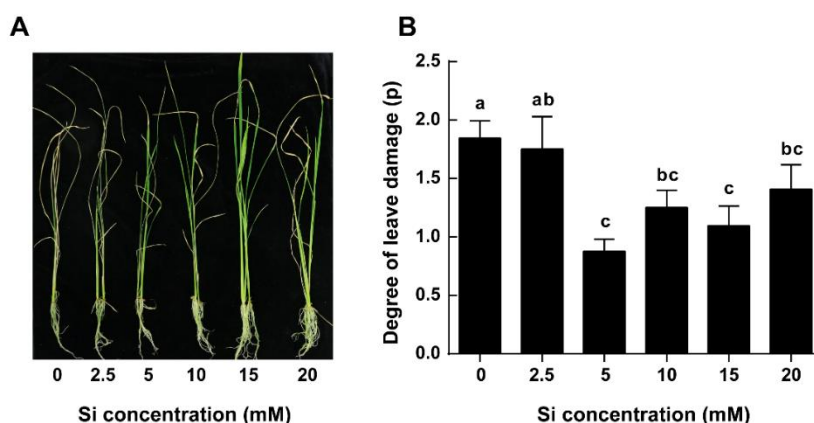 A
0 2.5 5 10 15 20
Si concentration (mM)
B
Degree of leave damage (p)
2.5
2.0
1.5
1.0
0.5
0.0
a ab c bc c bc
0 2.5 5 10 15 20
Si concentration (mM)